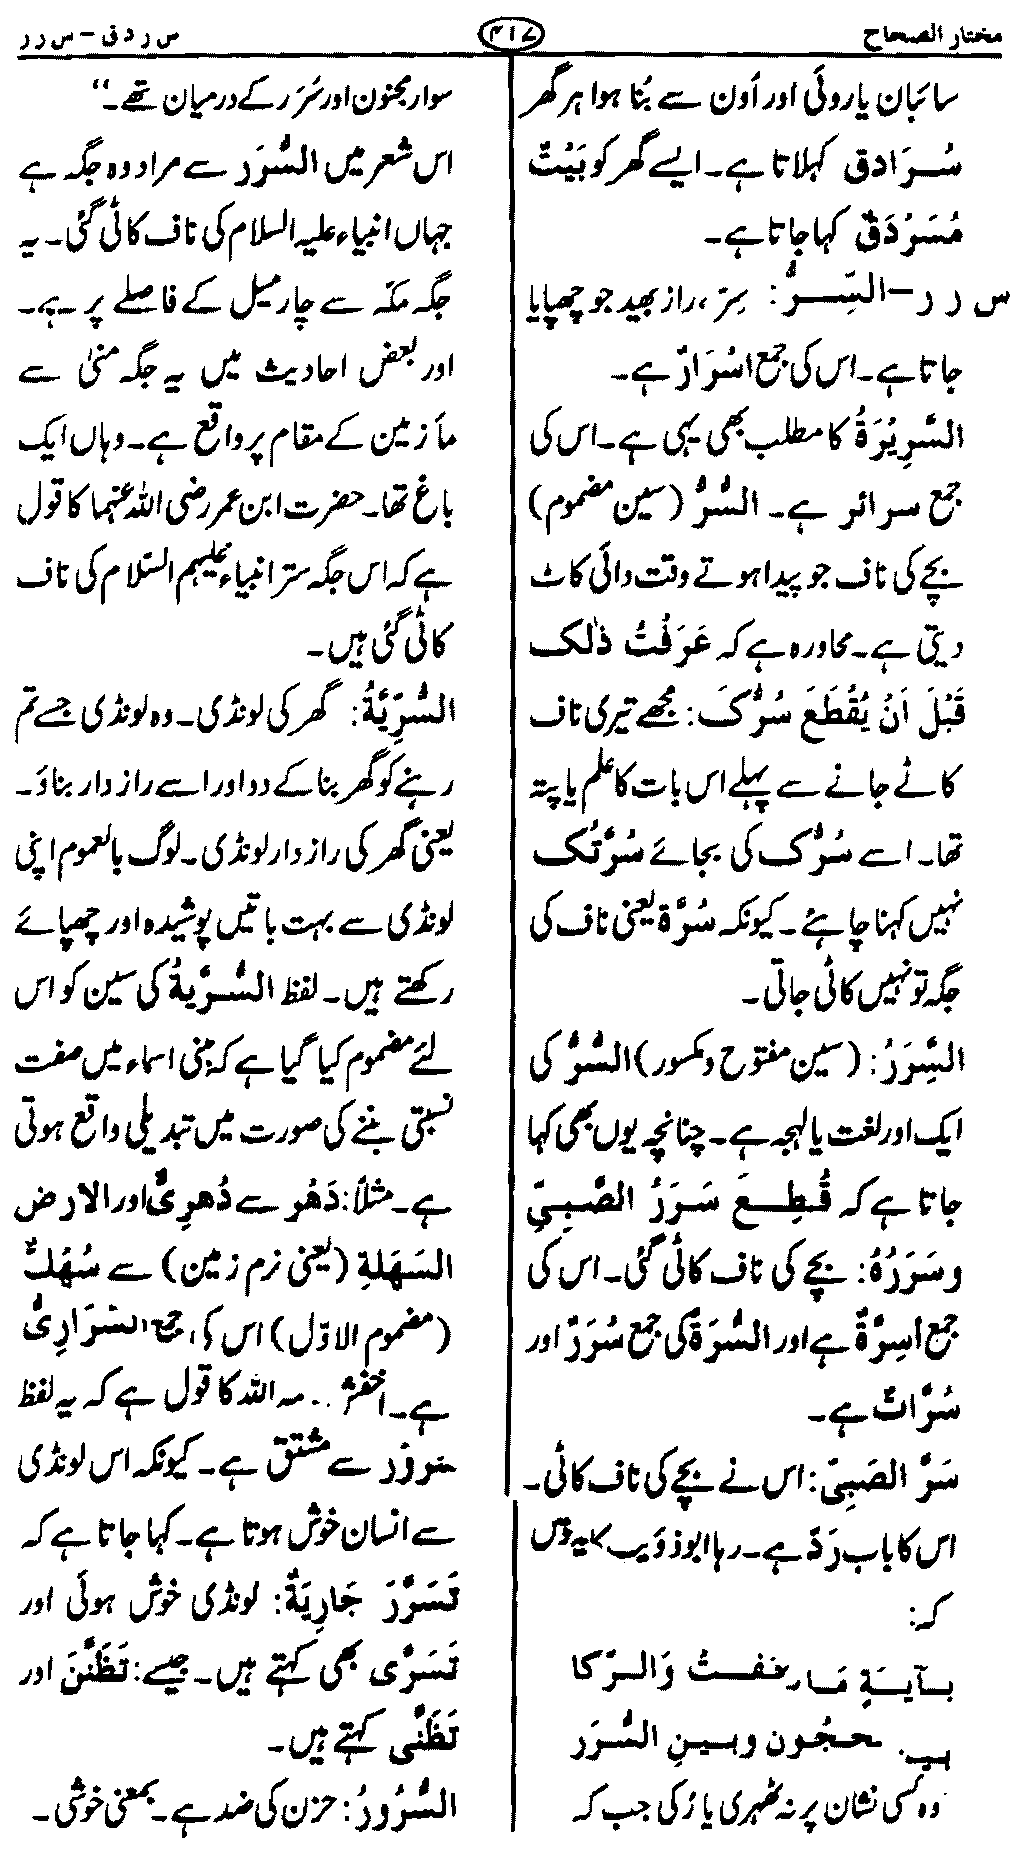 مختار الصحاح
۴۱۷
س ر د ق – س ر ر
سائبان یا روئی اور اُون سے بُنا ہوا ہر گھر
سُرَادق کہلاتا ہے۔ ایسے گھر کو بَیْتٌ
مُسَرْدَقٌ کہا جاتا ہے۔
س ر ر – السِّرُّ: سِرّ، راز بھید جو چھپایا
جاتا ہے۔ اس کی جمع اَسْرَارٌ ہے۔
السَّرِیْرَةُ کا مطلب بھی یہی ہے۔ اس کی
جمع سرائر ہے۔ السُّرُّ (سین مضموم)
بچے کی ناف جو پیدا ہوتے وقت دائی کاٹ
دیتی ہے۔ محاورہ ہے کہ عَرَفْتُ ذٰلک
قَبْلَ اَنْ یُقْطَعَ سُرُّکَ: مجھے تیری ناف
کاٹے جانے سے پہلے اس بات کا علم یا پتہ
تھا۔ اسے سُرُّک کی بجائے سُرَّتُک
نہیں کہنا چاہئے۔ کیونکہ سُرَّة یعنی ناف کی
جگہ تو نہیں کاٹی جاتی۔
السِّرَرُ: (سین مفتوح و مکسور) السُّرُّ کی
ایک اور لغت یا لہجہ ہے۔ چنانچہ یوں بھی کہا
جاتا ہے کہ قُطِعَ سَرَرُ الصَّبِیِّ
وسَرَرُہُ: بچے کی ناف کاٹی گئی۔ اس کی
جمع اَسِرَّةٌ ہے اور السُّرَة کی جمع سُرَرٌ اور
سُرَّاتٌ ہے۔
سَرَّ الصَبِیَّ: اس نے بچے کی ناف کاٹی۔
اس کا باب رَدَّ ہے۔ رہا ابوذؤیب کا یہ قول
کہ:
بآیةِ مَا وَالرِّکا
حجُون وبین السُّرَر
وہ کسی نشان پر نہ ٹھہری یا رُکی جب کہ
سوار مجنون اور سُرَر کے درمیان تھے۔"
اس شعر میں السُّرَر سے مراد وہ جگہ ہے
جہاں انبیاء علیہ السلام کی ناف کاٹی گئی۔ یہ
جگہ مکّہ سے چار میل کے فاصلے پر ہے۔
اور بعض احادیث میں یہ جگہ منیٰ سے
مأزمین کے مقام پر واقع ہے۔ وہاں ایک
باغ تھا۔ حضرت ابن عمر رضی اللہ عنہما کا قول
ہے کہ اس جگہ ستر انبیاء علیہم السّلام کی ناف
کاٹی گئی ہیں۔
السُّرِّیَّةُ: گھر کی لونڈی۔ وہ لونڈی جسے تم
رہنے کو گھر بنا کے دو اور اسے راز دار بناؤ۔
یعنی گھر کی راز دار لونڈی۔ لوگ بالعموم اپنی
لونڈی سے بہت باتیں پوشیدہ اور چھپائے
رکھتے ہیں۔ لفظ السُّرِّیةُ کی سین کو اس
لئے مضموم کیا گیا ہے کہ مبنی اسماء میں صفت
نسبتی بننے کی صورت میں تبدیلی واقع ہوتی
ہے۔ مثلاً: دَھْر سے دُھرِیٌّ اور الارض
السَھلةِ (یعنی نرم زمین) سے سُھْلِیٌّ
(مضموم الاوّل) اس کی جمع السَّرَارِیُّ
ہے۔ اخفش اللہ کا قول ہے کہ یہ لفظ
سرور سے مشتق ہے۔ کیونکہ اس لونڈی
سے انسان خوش ہوتا ہے۔ کہا جاتا ہے کہ
تَسَرَّرَ جَارِیَةٌ: لونڈی خوش ہوئی اور
تَسَرَّی بھی کہتے ہیں۔ جیسے: تَظَنَّنَ اور
تَظَنَّی کہتے ہیں۔
السُّرُورُ: حزن کی ضد ہے۔ بمعنی خوشی۔